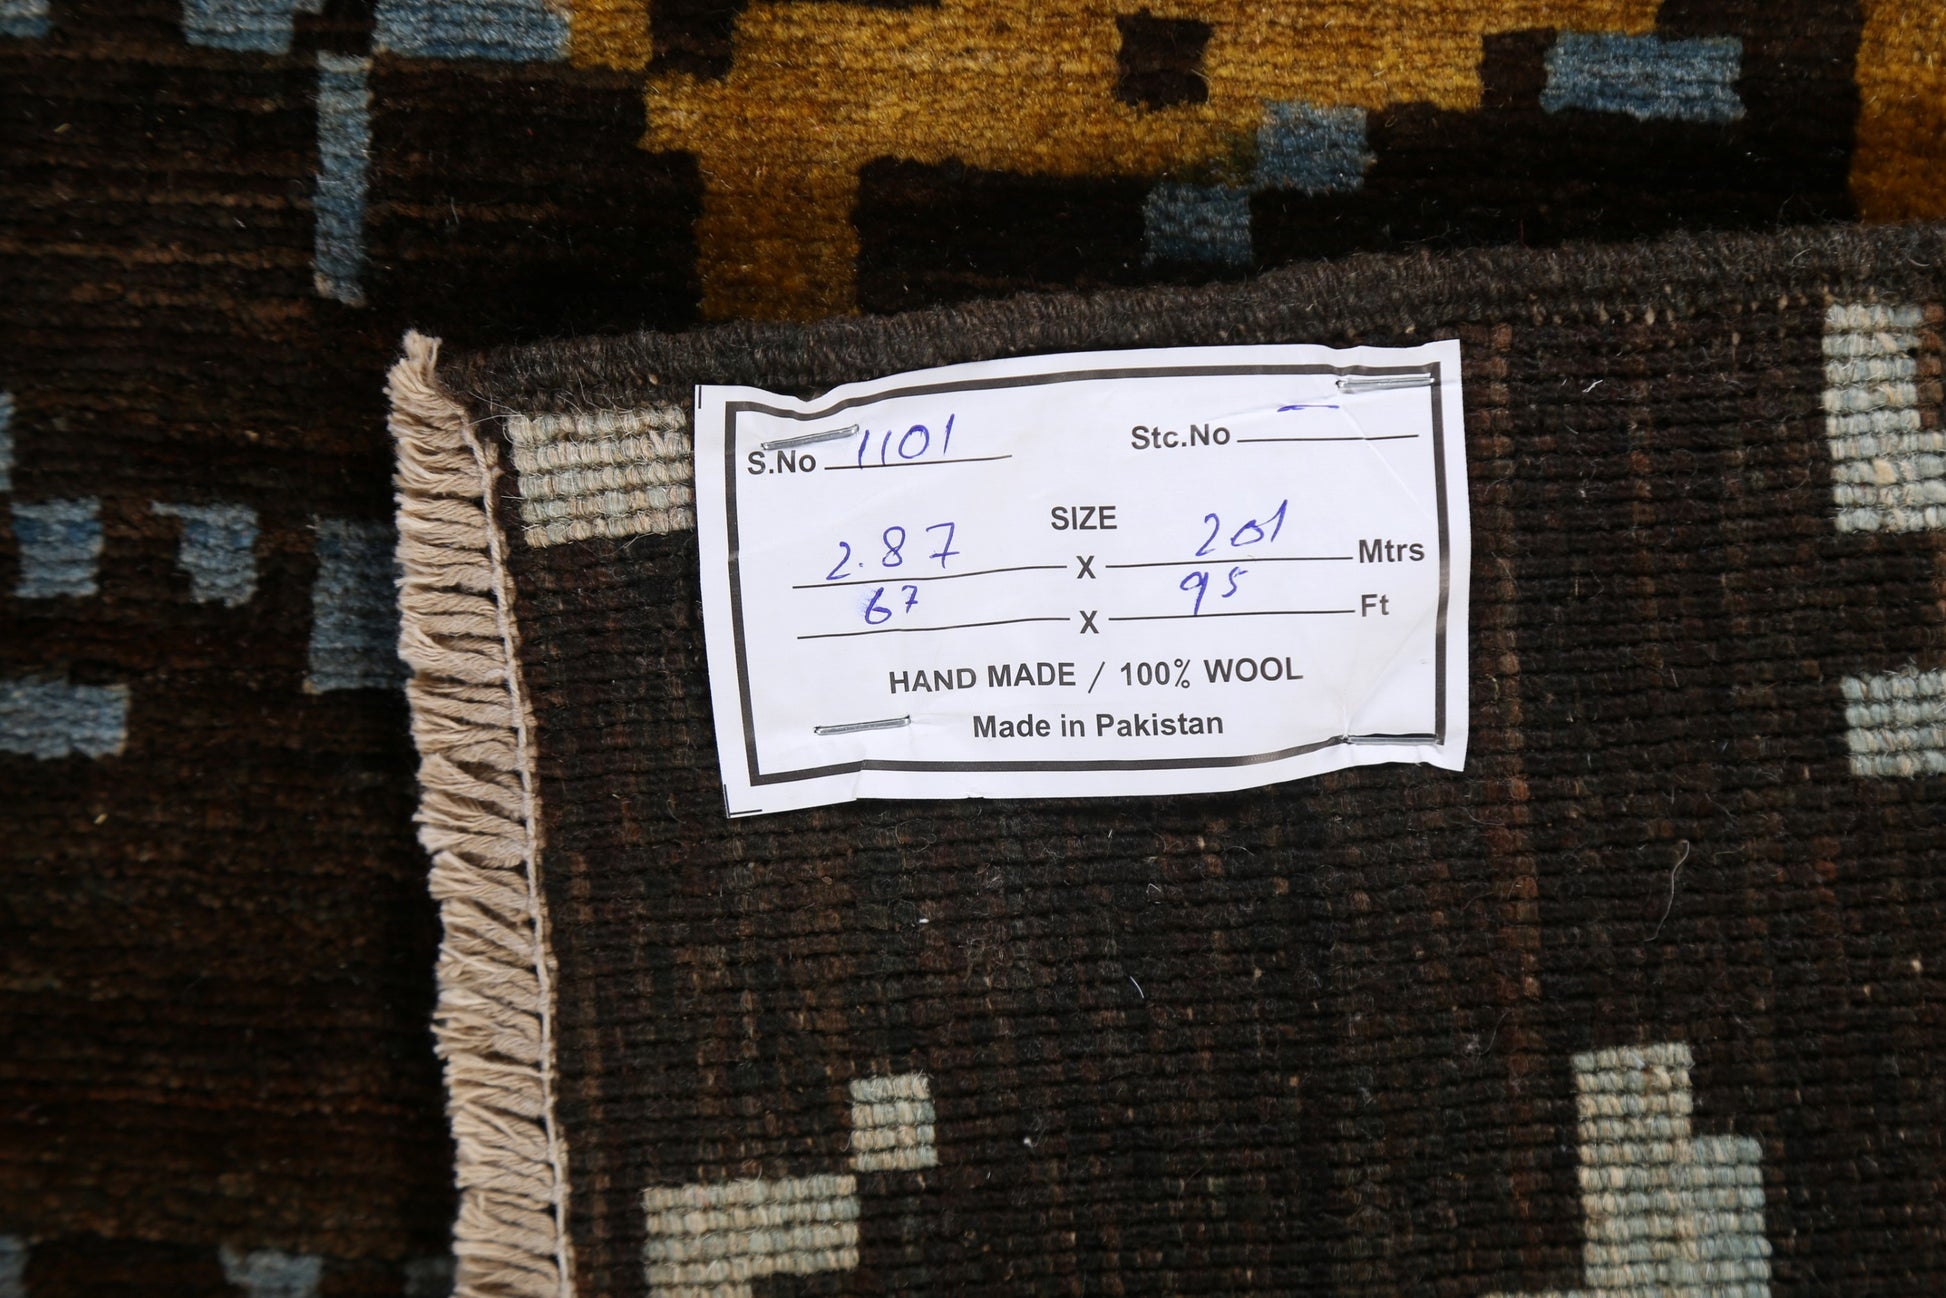 S.No 1101 Stc.No —
SIZE
2.87 X 201 Mtrs
67 X 95 Ft
HAND MADE / 100% WOOL
Made in Pakistan